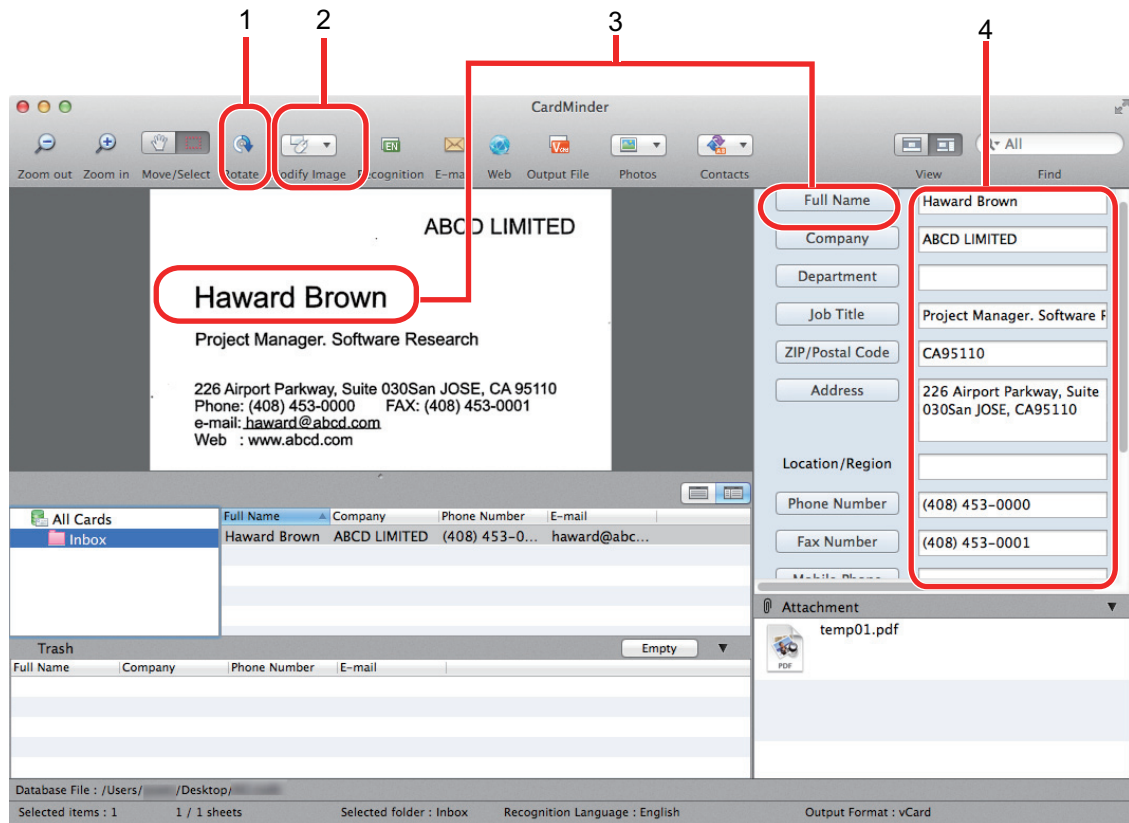 1 2 3 4
CardMinder
EN
Vcard
All
Zoom out Zoom in Move/Select Rotate Modify Image Recognition E-mail Web Output File Photos Contacts View Find
ABCD LIMITED
Haward Brown
Project Manager. Software Research
226 Airport Parkway, Suite 030San JOSE, CA 95110
Phone: (408) 453-0000 FAX: (408) 453-0001
e-mail: haward@abcd.com
Web : www.abcd.com
Full Name Haward Brown
Company ABCD LIMITED
Department
Job Title Project Manager. Software R
ZIP/Postal Code CA95110
Address 226 Airport Parkway, Suite
030San JOSE, CA95110
Location/Region
Phone Number (408) 453-0000
Fax Number (408) 453-0001
Mobile Phone
All Cards
Inbox
Full Name Company Phone Number E-mail
Haward Brown ABCD LIMITED (408) 453-0... haward@abc...
Attachment
temp01.pdf
PDF
Trash Empty
Full Name Company Phone Number E-mail
Database File : /Users/ /Desktop/
Selected items : 1 1 / 1 sheets Selected folder : Inbox Recognition Language : English Output Format : vCard